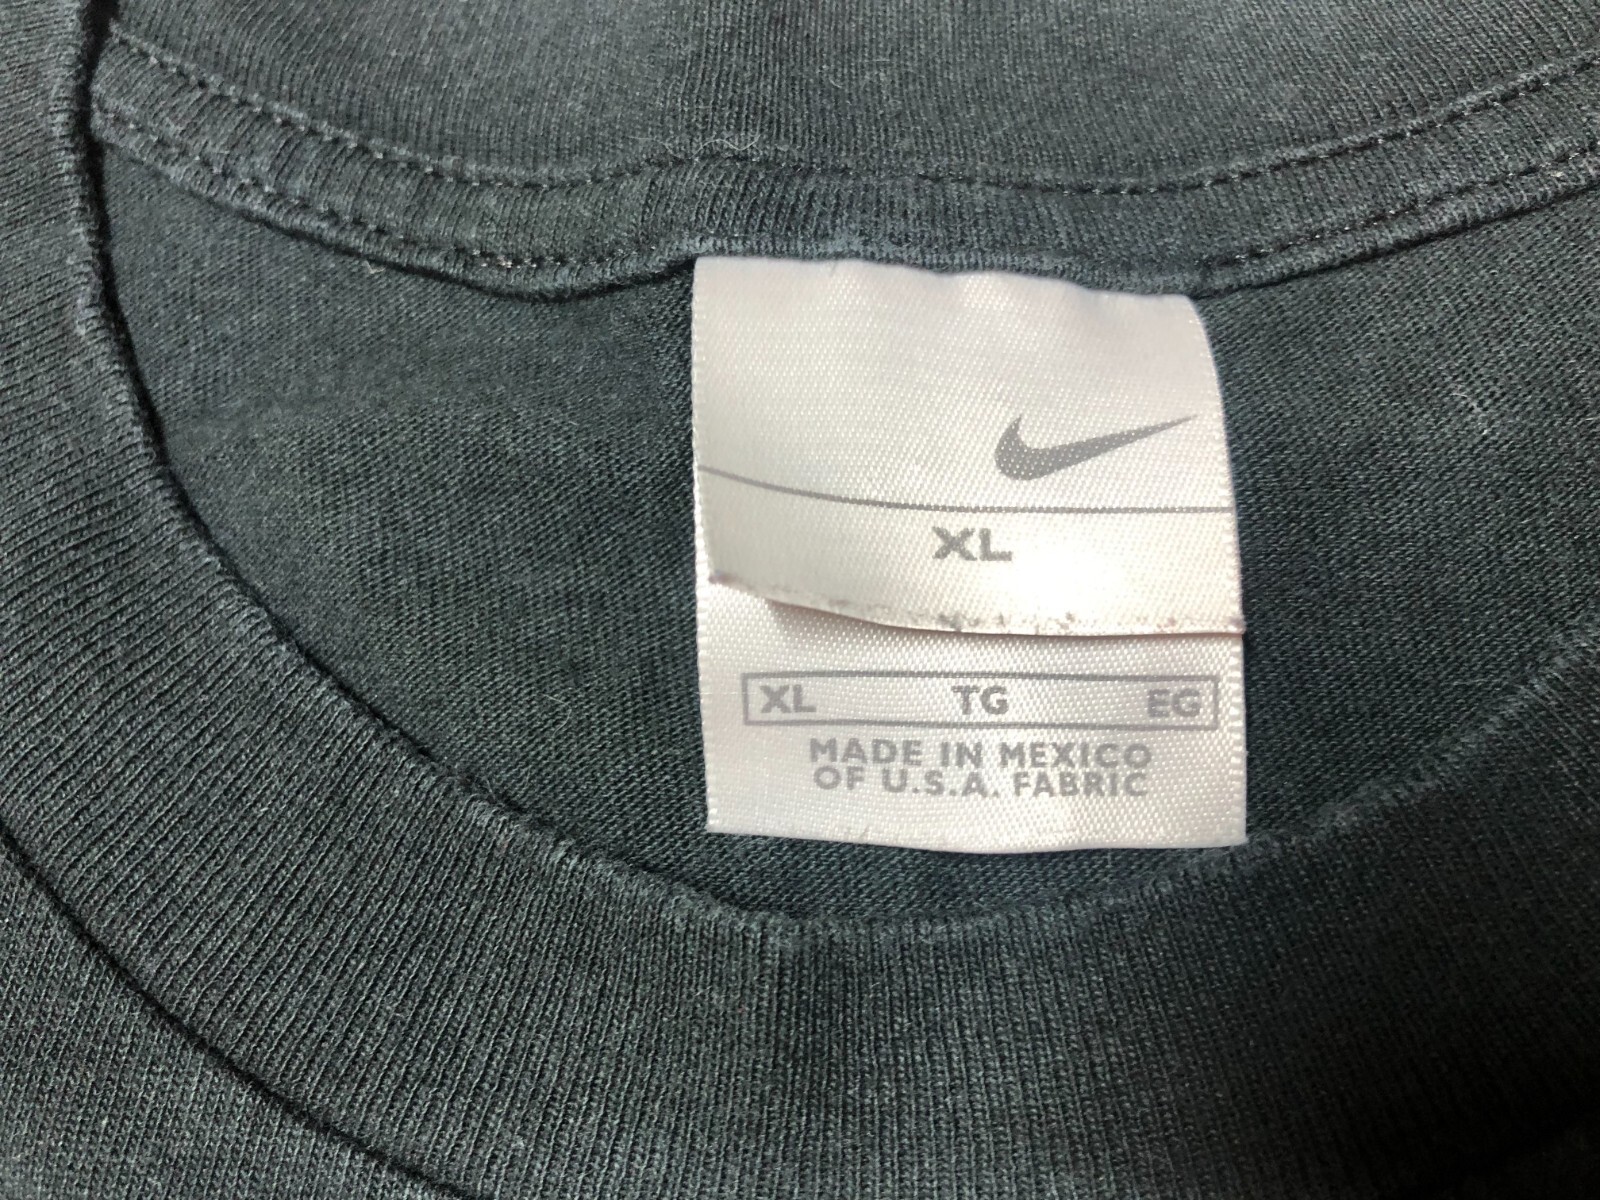 XL
XL TG EG
MADE IN MEXICO
OF U.S.A. FABRIC